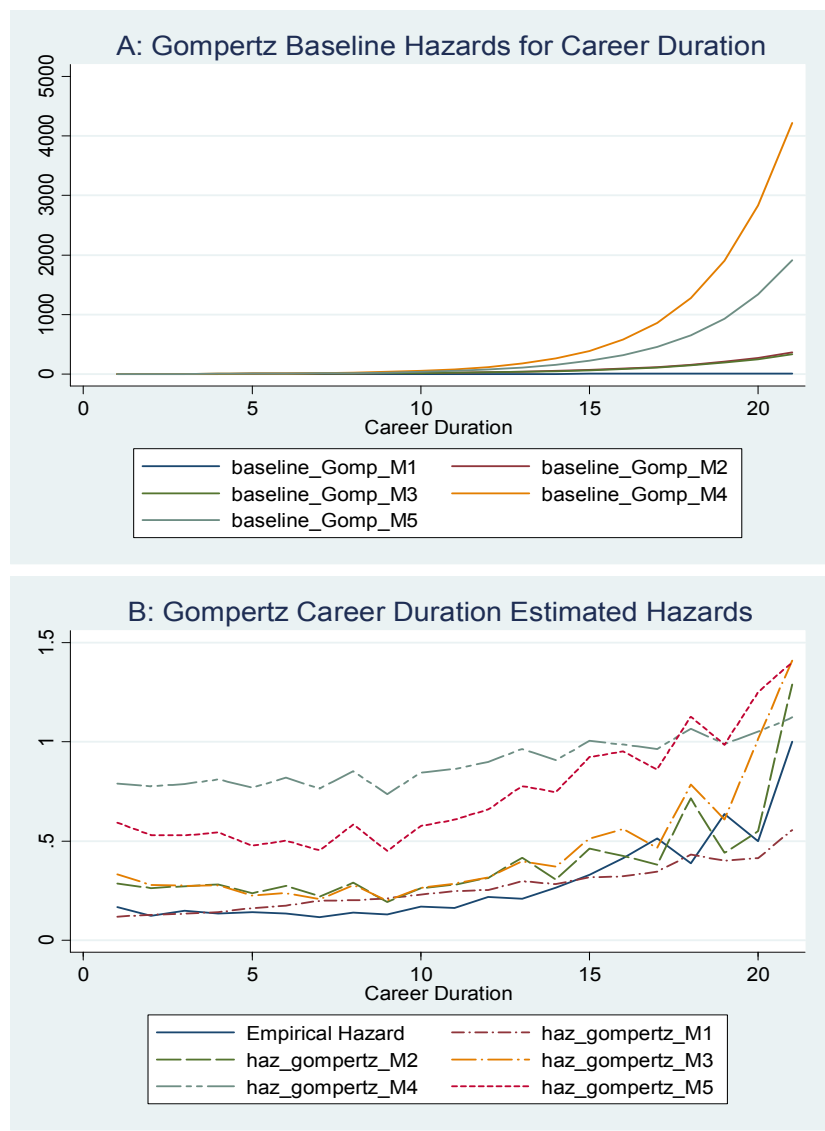 A: Gompertz Baseline Hazards for Career Duration
5000
4000
3000
2000
1000
0
0 5 10 15 20
Career Duration
baseline_Gomp_M1 baseline_Gomp_M2
baseline_Gomp_M3 baseline_Gomp_M4
baseline_Gomp_M5
B: Gompertz Career Duration Estimated Hazards
1.5
1
.5
0
0 5 10 15 20
Career Duration
Empirical Hazard haz_gompertz_M1
haz_gompertz_M2 haz_gompertz_M3
haz_gompertz_M4 haz_gompertz_M5